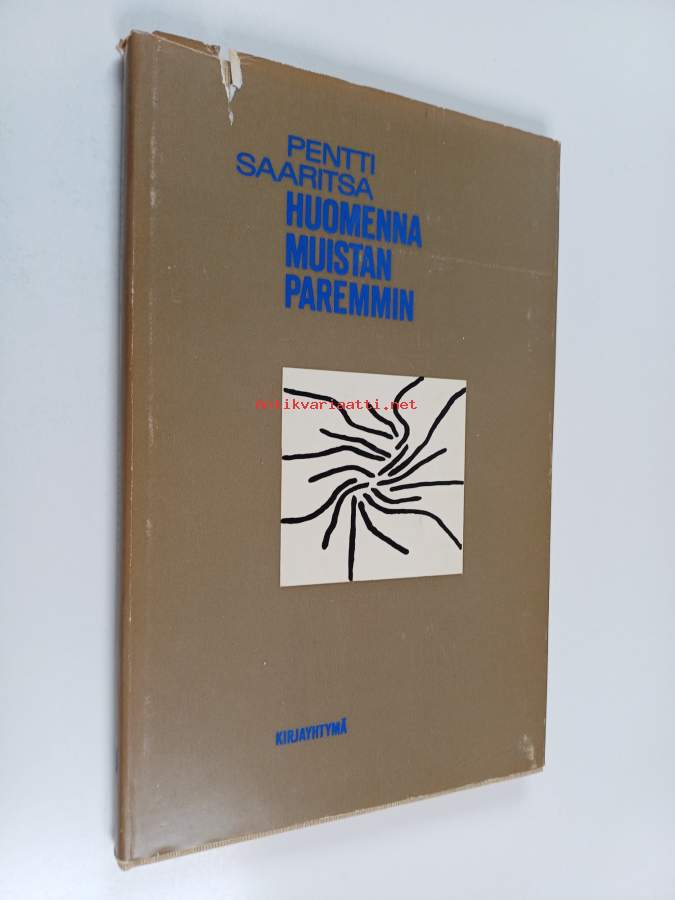 PENTTI
SAARITSA
HUOMENNA
MUISTAN
PAREMMIN
antikvariaatti.net
KIRJAYHTYMÄ